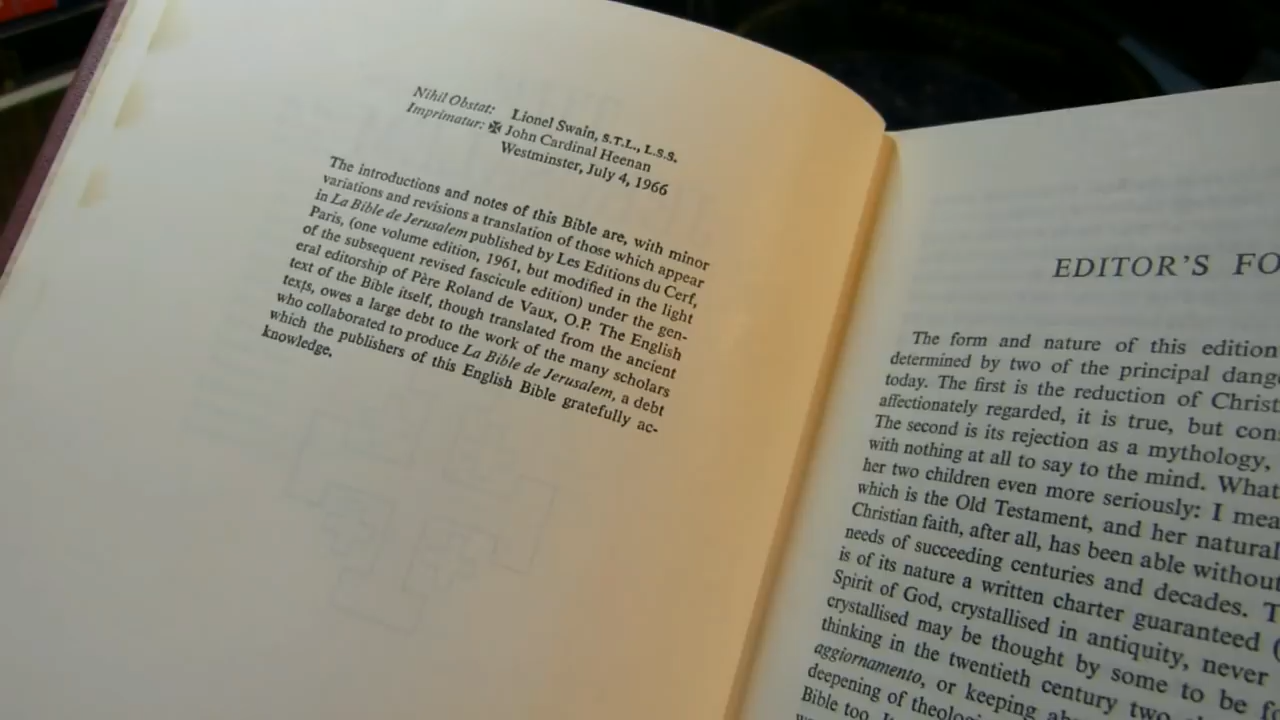 Nihil Obstat: Lionel Swain, S.T.L., L.S.S.
Imprimatur: ✠ John Cardinal Heenan
Westminster, July 4, 1966
The introductions and notes of this Bible are, with minor
variations and revisions a translation of those which appear
in La Bible de Jerusalem published by Les Editions du Cerf,
Paris, (one volume edition, 1961, but modified in the light
of the subsequent revised fascicule edition) under the gen-
eral editorship of Père Roland de Vaux, O.P. The English
text of the Bible itself, though translated from the ancient
texts, owes a large debt to the work of the many scholars
who collaborated to produce La Bible de Jerusalem, a debt
which the publishers of this English Bible gratefully ac-
knowledge.
EDITOR'S FO
The form and nature of this edition
determined by two of the principal dang
today. The first is the reduction of Christ
affectionately regarded, it is true, but con
The second is its rejection as a mythology,
with nothing at all to say to the mind. What
her two children even more seriously: I mea
which is the Old Testament, and her natural
Christian faith, after all, has been able without
needs of succeeding centuries and decades. T
is of its nature a written charter guaranteed (
Spirit of God, crystallised in antiquity, never
crystallised may be thought by some to be fo
thinking in the twentieth century two
aggiornamento, or keeping ab
deepening of theolog
Bible too. I